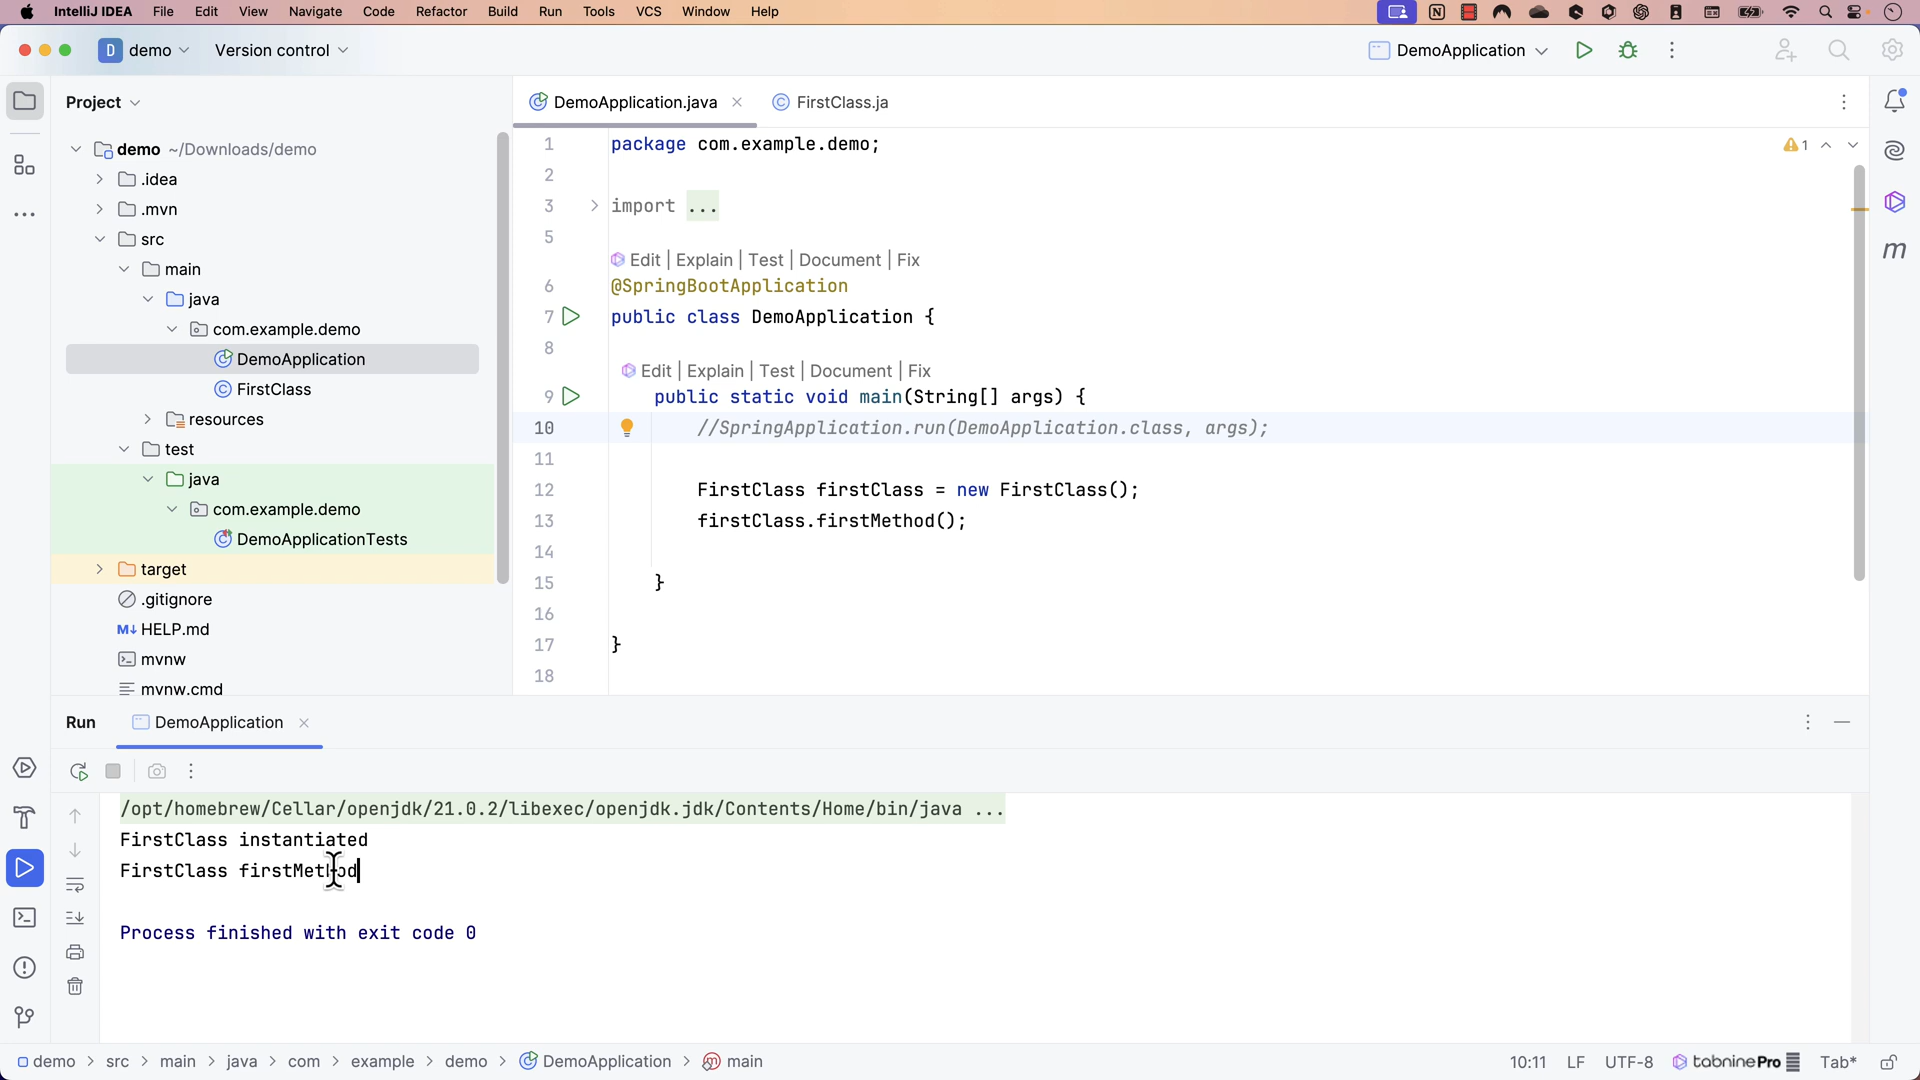 IntelliJ IDEA File Edit View Navigate Code Refactor Build Run Tools VCS Window Help
D demo Version control DemoApplication
Project
DemoApplication.java FirstClass.ja
demo ~/Downloads/demo
.idea
.mvn
src
main
java
com.example.demo
DemoApplication
FirstClass
resources
test
java
com.example.demo
DemoApplicationTests
target
.gitignore
M↓ HELP.md
mvnw
mvnw.cmd
1 package com.example.demo;
1
2
3 import ...
5
Edit | Explain | Test | Document | Fix
6 @SpringBootApplication
7 public class DemoApplication {
8
Edit | Explain | Test | Document | Fix
9 public static void main(String[] args) {
10 //SpringApplication.run(DemoApplication.class, args);
11
12 FirstClass firstClass = new FirstClass();
13 firstClass.firstMethod();
14
15 }
16
17 }
18
m
Run DemoApplication
/opt/homebrew/Cellar/openjdk/21.0.2/libexec/openjdk.jdk/Contents/Home/bin/java ...
FirstClass instantiated
FirstClass firstMethod
Process finished with exit code 0
demo > src > main > java > com > example > demo > DemoApplication > main 10:11 LF UTF-8 tabninePro Tab*